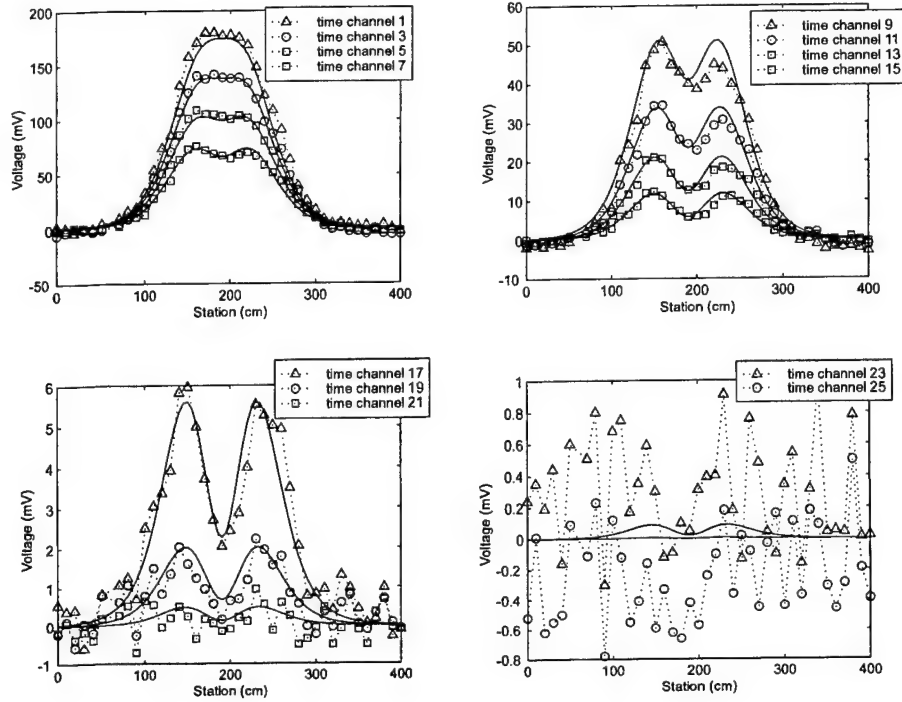 time channel 1
time channel 3
time channel 5
time channel 7
200
150
100
50
0
-50
Voltage (mV)
0 100 200 300 400
Station (cm)
time channel 9
time channel 11
time channel 13
time channel 15
60
50
40
30
20
10
0
-10
Voltage (mV)
0 100 200 300 400
Station (cm)
time channel 17
time channel 19
time channel 21
6
5
4
3
2
1
0
-1
Voltage (mV)
0 100 200 300 400
Station (cm)
time channel 23
time channel 25
1
0.8
0.6
0.4
0.2
0
-0.2
-0.4
-0.6
-0.8
Voltage (mV)
0 100 200 300 400
Station (cm)